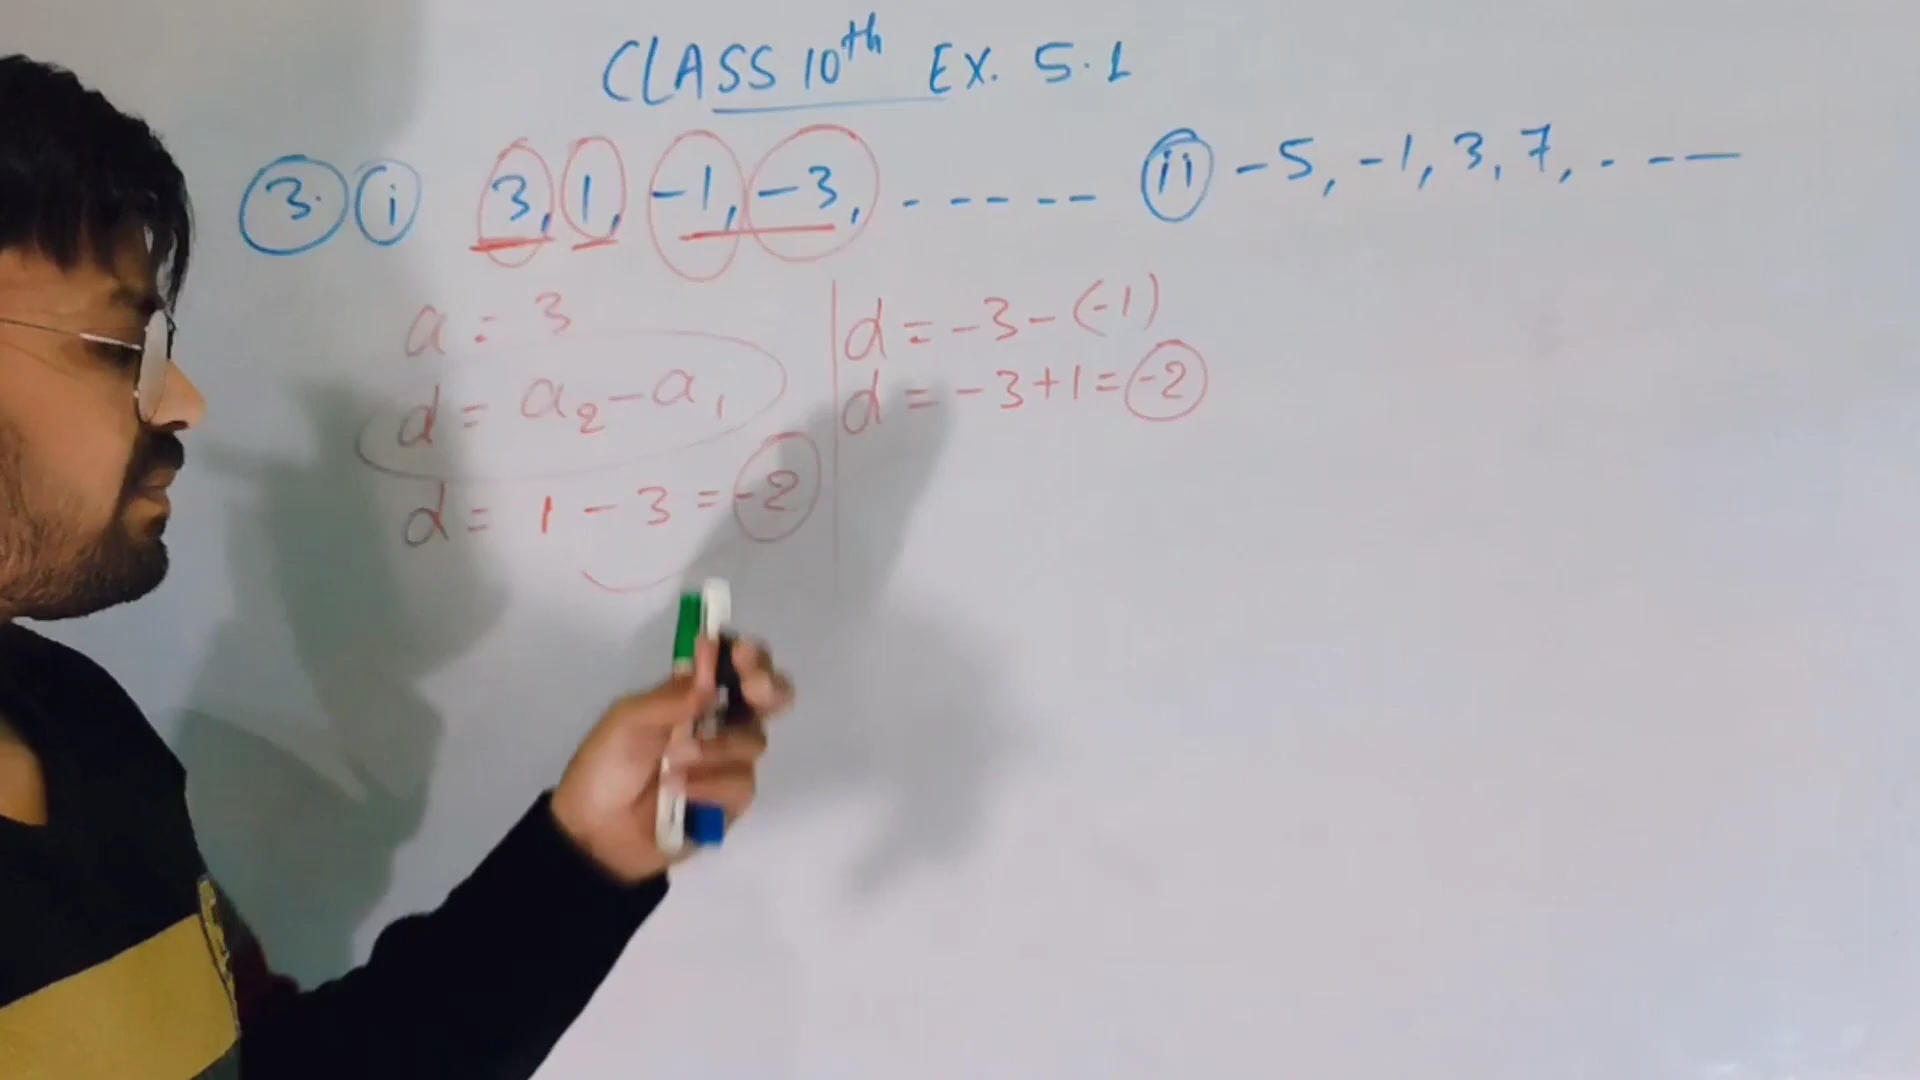 CLASS 10th EX. 5.1
3. i 3, 1, -1, -3, - - - - - -
ii -5, -1, 3, 7, - - -
a = 3
d = a₂ - a₁
d = 1 - 3 = -2
d = -3 - (-1)
d = -3 + 1 = -2